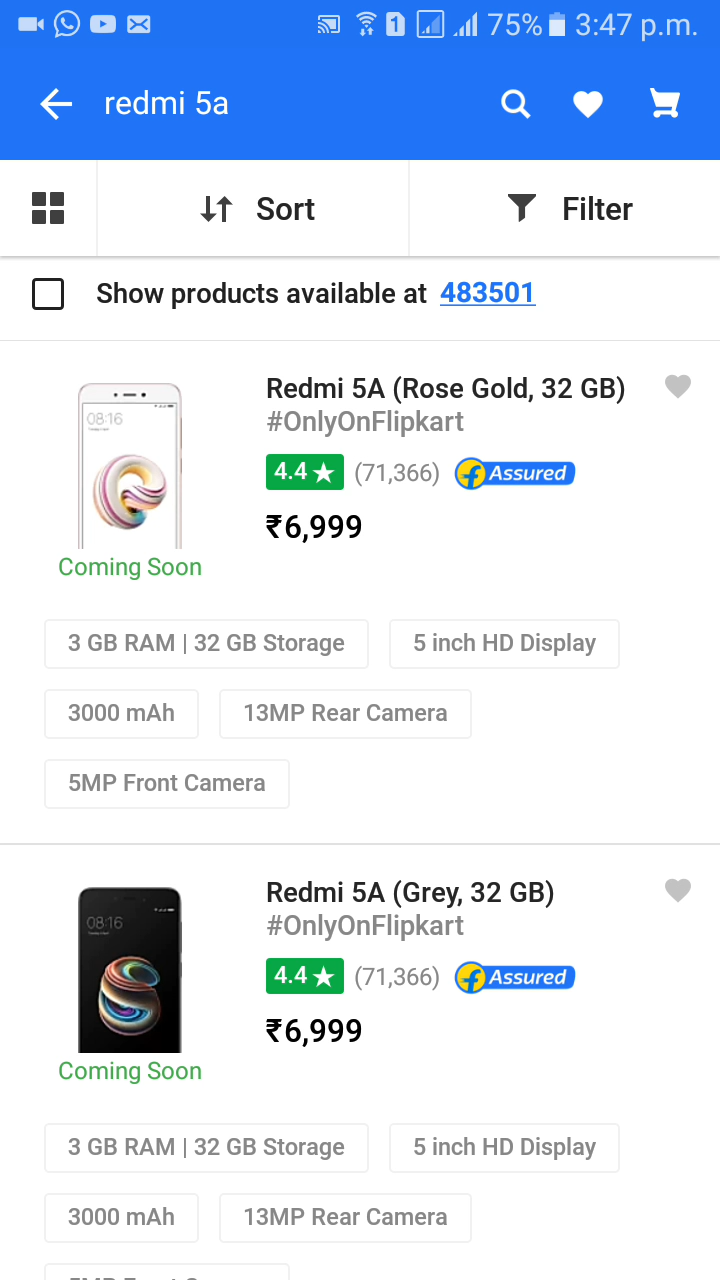 75% 3:47 p.m.
redmi 5a
Sort Filter
Show products available at 483501
08:16
Redmi 5A (Rose Gold, 32 GB)
#OnlyOnFlipkart
4.4 (71,366) Assured
₹6,999
Coming Soon
3 GB RAM | 32 GB Storage 5 inch HD Display
3000 mAh 13MP Rear Camera
5MP Front Camera
08:16
Redmi 5A (Grey, 32 GB)
#OnlyOnFlipkart
4.4 (71,366) Assured
₹6,999
Coming Soon
3 GB RAM | 32 GB Storage 5 inch HD Display
3000 mAh 13MP Rear Camera